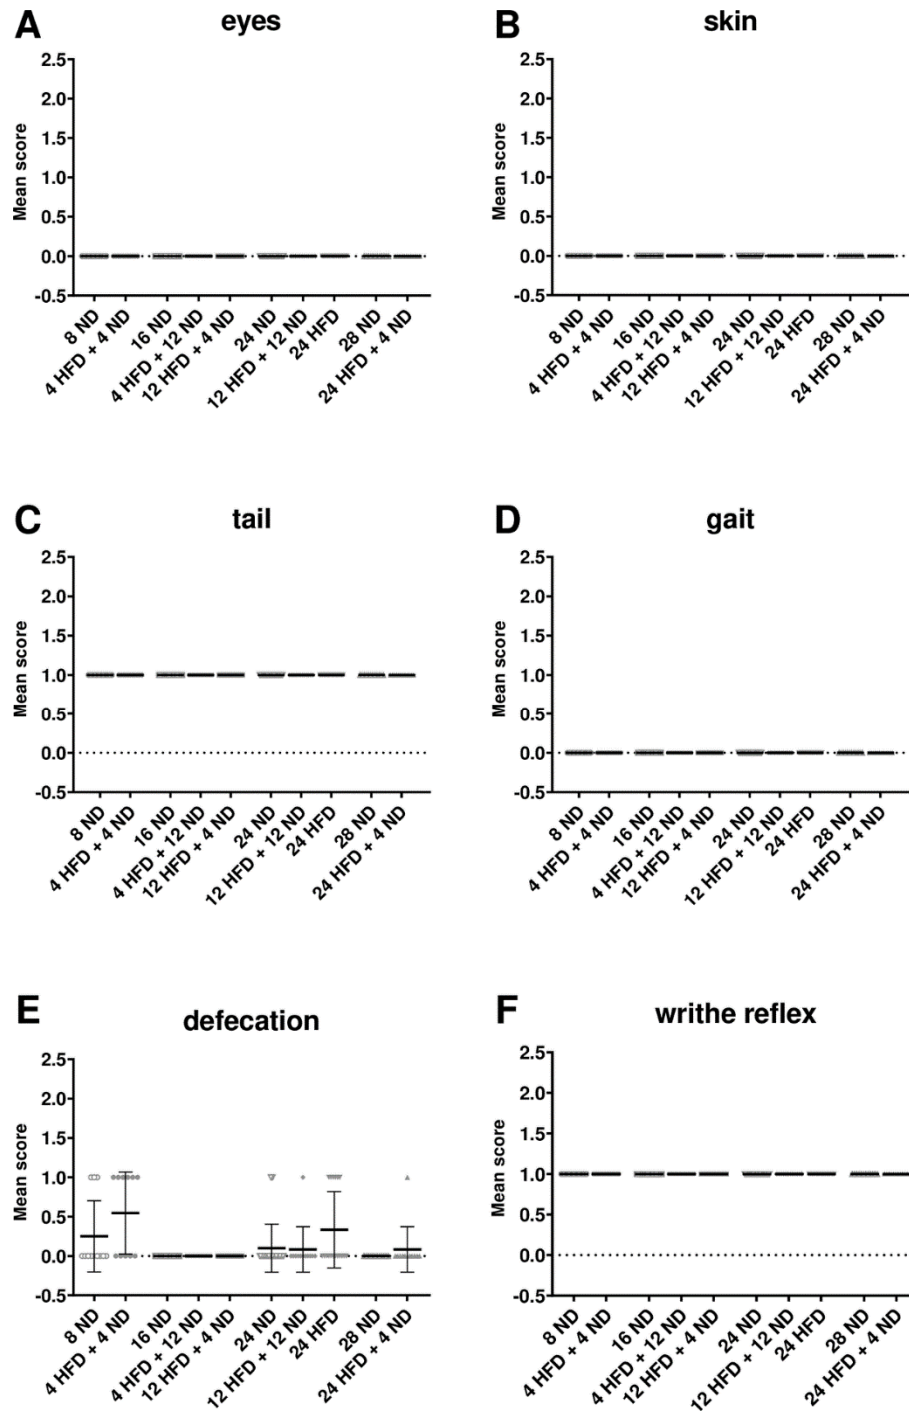 A
eyes
Mean score
2.5
2.0
1.5
1.0
0.5
0.0
-0.5
8 ND
4 HFD + 4 ND
16 ND
4 HFD + 12 ND
12 HFD + 4 ND
24 ND
12 HFD + 12 ND
24 HFD
28 ND
24 HFD + 4 ND
B
skin
Mean score
2.5
2.0
1.5
1.0
0.5
0.0
-0.5
8 ND
4 HFD + 4 ND
16 ND
4 HFD + 12 ND
12 HFD + 4 ND
24 ND
12 HFD + 12 ND
24 HFD
28 ND
24 HFD + 4 ND
C
tail
Mean score
2.5
2.0
1.5
1.0
0.5
0.0
-0.5
8 ND
4 HFD + 4 ND
16 ND
4 HFD + 12 ND
12 HFD + 4 ND
24 ND
12 HFD + 12 ND
24 HFD
28 ND
24 HFD + 4 ND
D
gait
Mean score
2.5
2.0
1.5
1.0
0.5
0.0
-0.5
8 ND
4 HFD + 4 ND
16 ND
4 HFD + 12 ND
12 HFD + 4 ND
24 ND
12 HFD + 12 ND
24 HFD
28 ND
24 HFD + 4 ND
E
defecation
Mean score
2.5
2.0
1.5
1.0
0.5
0.0
-0.5
8 ND
4 HFD + 4 ND
16 ND
4 HFD + 12 ND
12 HFD + 4 ND
24 ND
12 HFD + 12 ND
24 HFD
28 ND
24 HFD + 4 ND
F
writhe reflex
Mean score
2.5
2.0
1.5
1.0
0.5
0.0
-0.5
8 ND
4 HFD + 4 ND
16 ND
4 HFD + 12 ND
12 HFD + 4 ND
24 ND
12 HFD + 12 ND
24 HFD
28 ND
24 HFD + 4 ND